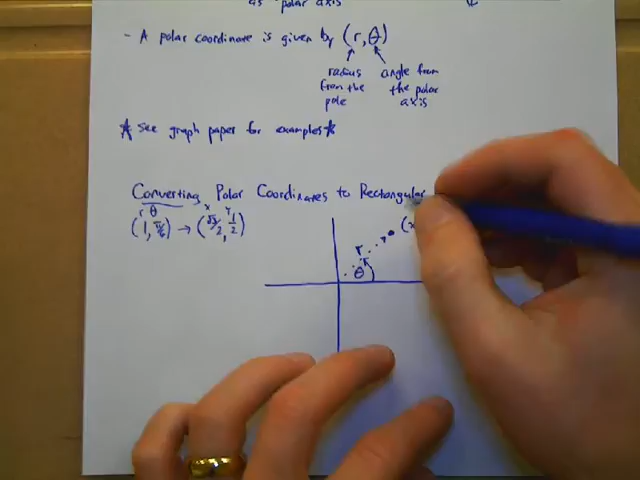 as polar axis
- A polar coordinate is given by (r, θ)
radius from the pole
angle from the polar axis
★ See graph paper for examples ★
Converting Polar Coordinates to Rectangular
r θ x y
(1, π/6) → (√3/2, 1/2)
r
(x
θ